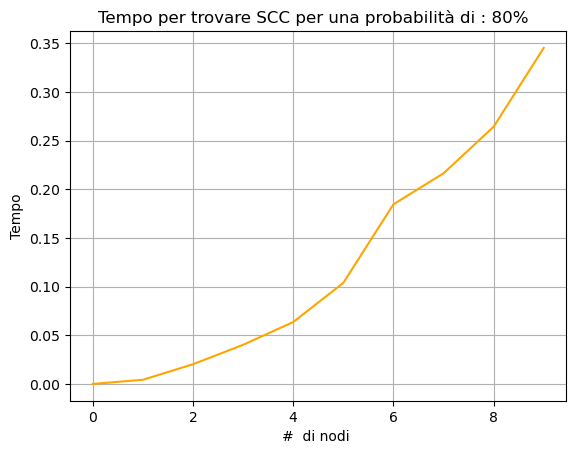 Tempo per trovare SCC per una probabilità di : 80%
0.35
0.30
0.25
0.20
0.15
0.10
0.05
0.00
Tempo
0 2 4 6 8
#  di nodi